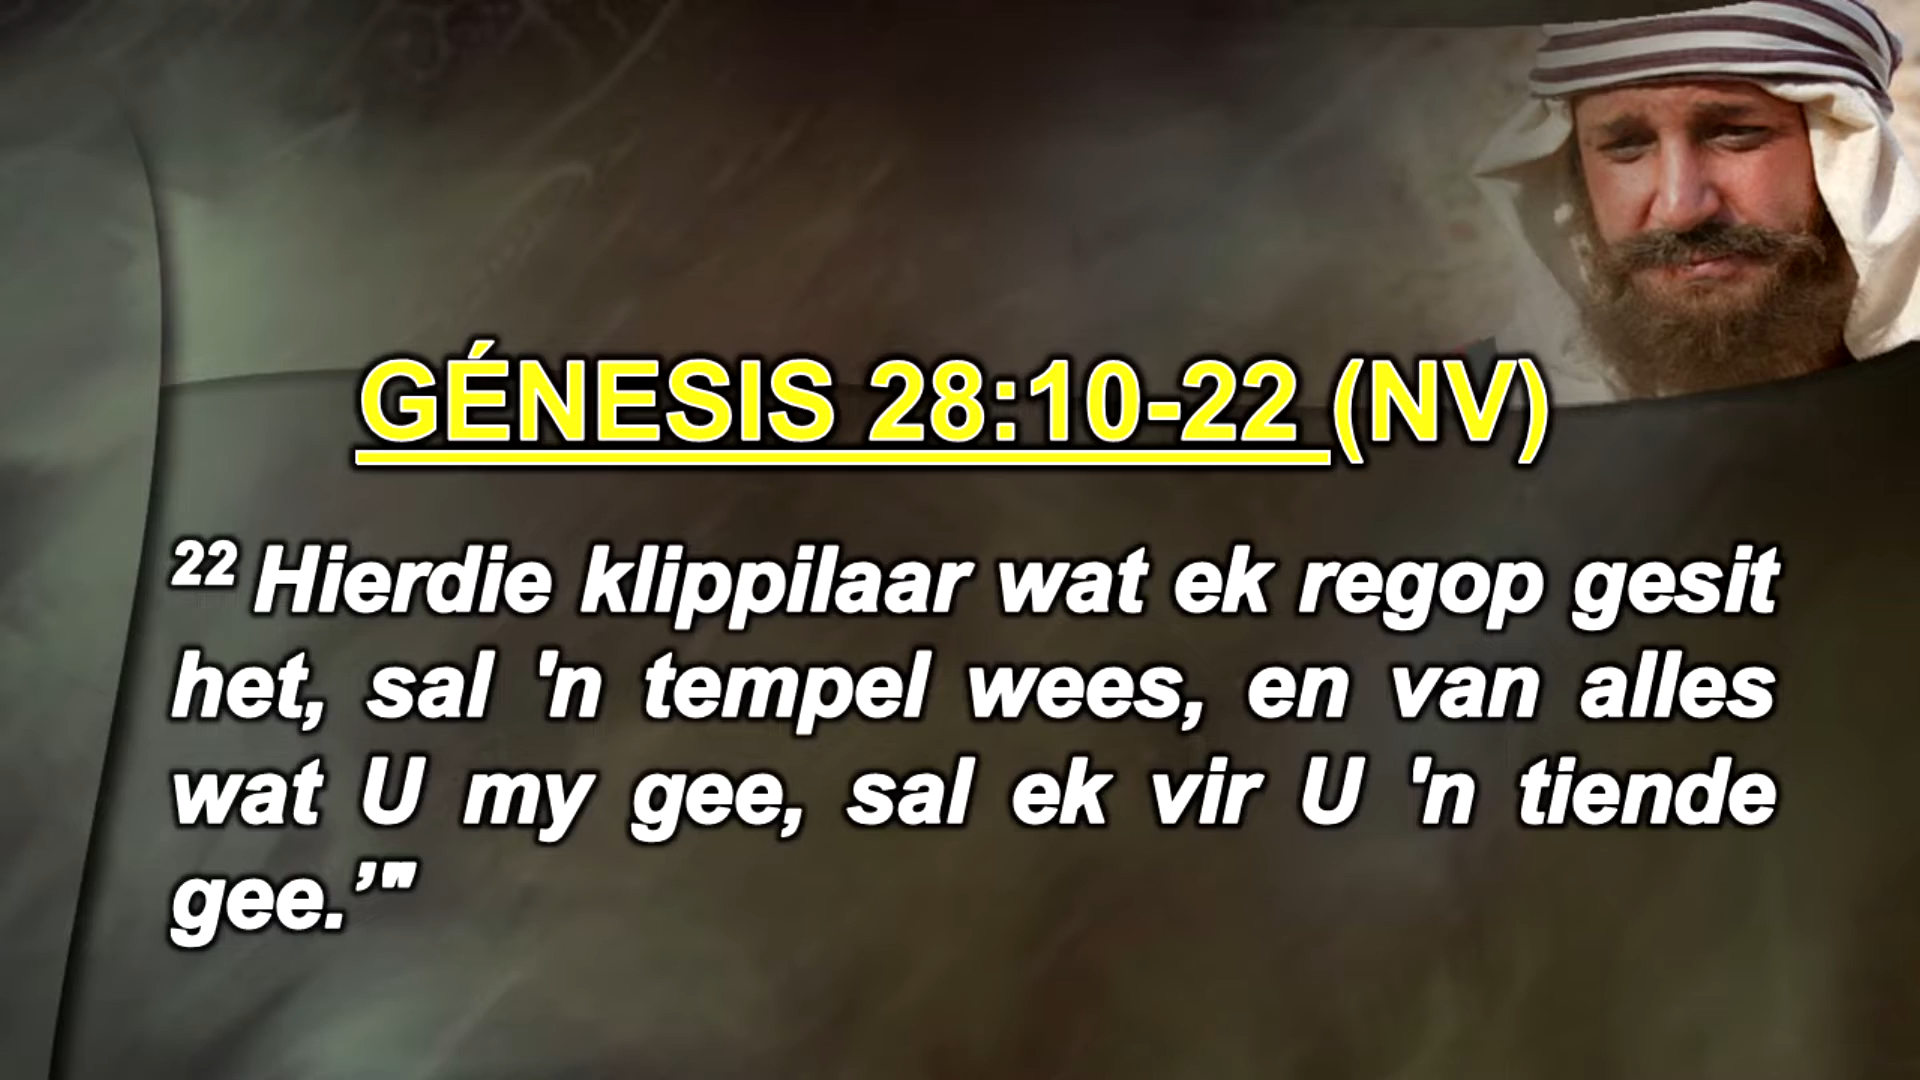 GÉNESIS 28:10-22 (NV)
²² Hierdie klippilaar wat ek regop gesit
het, sal 'n tempel wees, en van alles
wat U my gee, sal ek vir U 'n tiende
gee.’"